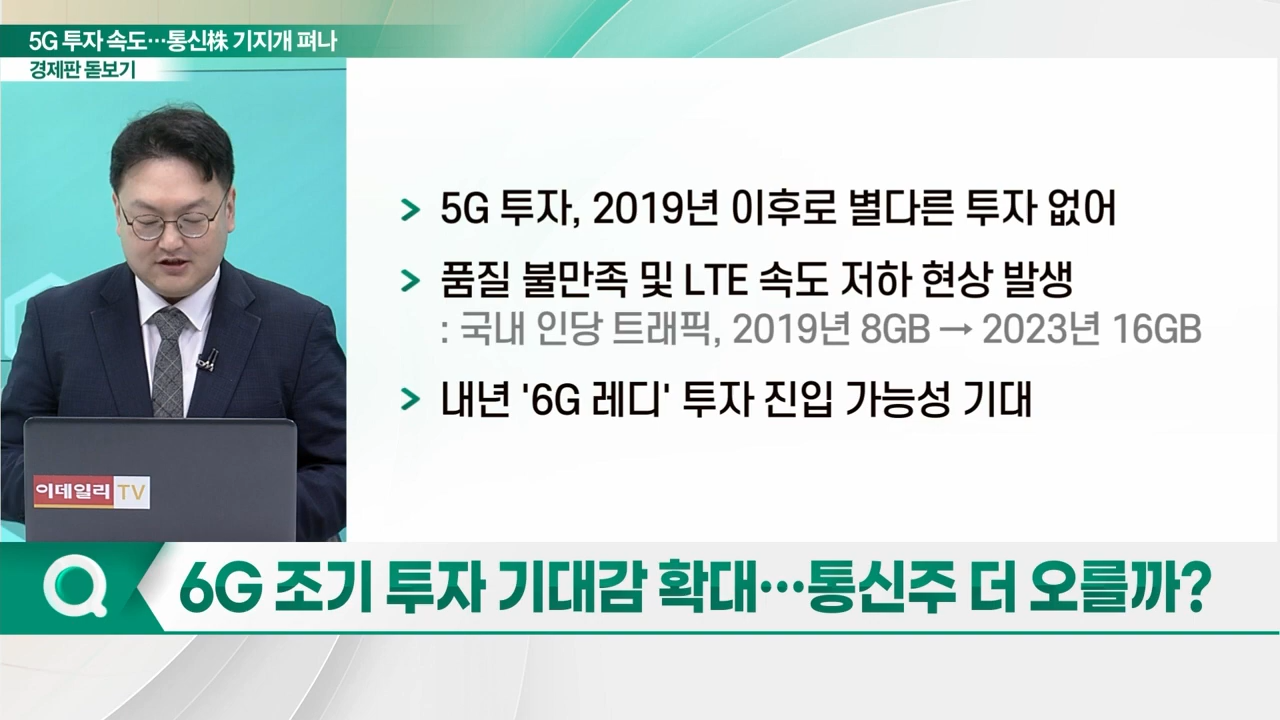 5G 투자 속도…통신株 기지개 펴나
경제판 돋보기
> 5G 투자, 2019년 이후로 별다른 투자 없어
> 품질 불만족 및 LTE 속도 저하 현상 발생
: 국내 인당 트래픽, 2019년 8GB → 2023년 16GB
> 내년 '6G 레디' 투자 진입 가능성 기대
이데일리 TV
Q 6G 조기 투자 기대감 확대…통신주 더 오를까?